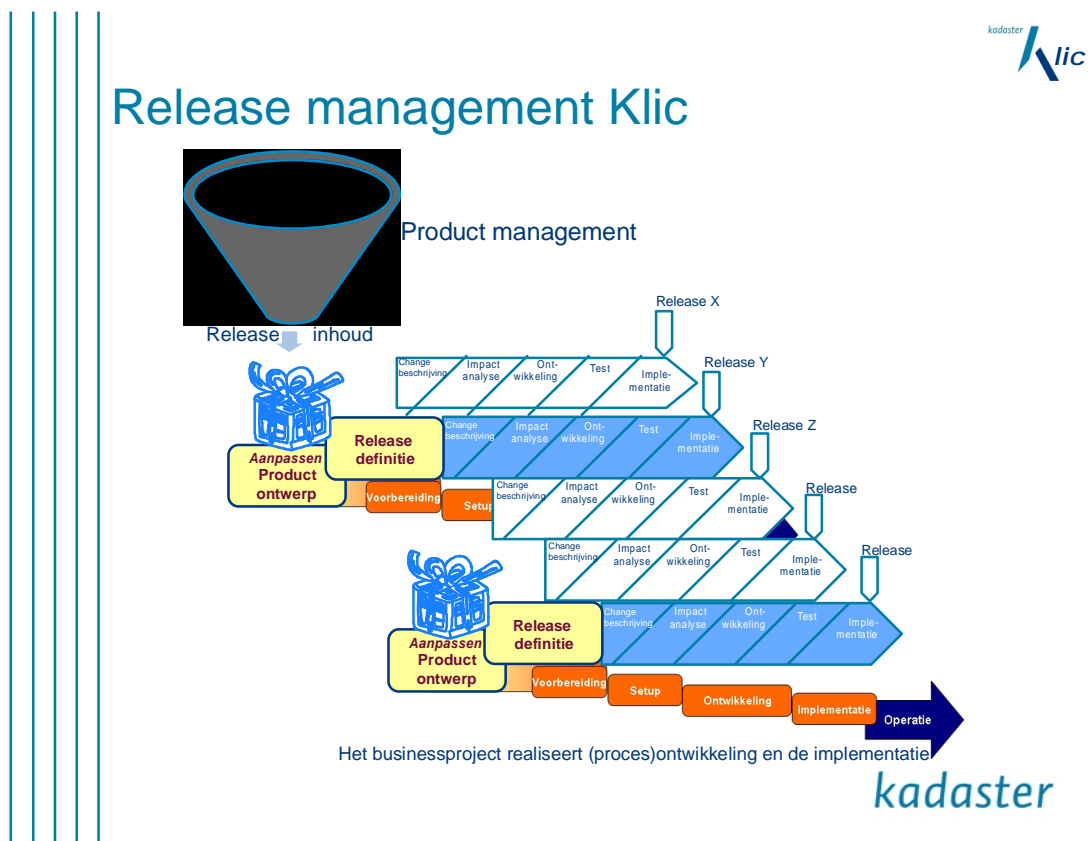 kadaster
lic
Release management Klic
Product management
Release inhoud
Release X
Change
beschrijving
Impact
analyse
Ont-
wikkeling
Test
Imple-
mentatie
Release Y
Release
definitie
Change
beschrijving
Impact
analyse
Ont-
wikkeling
Test
Imple-
mentatie
Aanpassen
Product
ontwerp
Voorbereiding
Setup
Release Z
Change
beschrijving
Impact
analyse
Ont-
wikkeling
Test
Imple-
mentatie
Release
Change
beschrijving
Impact
analyse
Ont-
wikkeling
Test
Imple-
mentatie
Release
Release
definitie
Change
beschrijving
Impact
analyse
Ont-
wikkeling
Test
Imple-
mentatie
Aanpassen
Product
ontwerp
Voorbereiding
Setup
Ontwikkeling
Implementatie
Operatie
Het businessproject realiseert (proces)ontwikkeling en de implementatie
kadaster